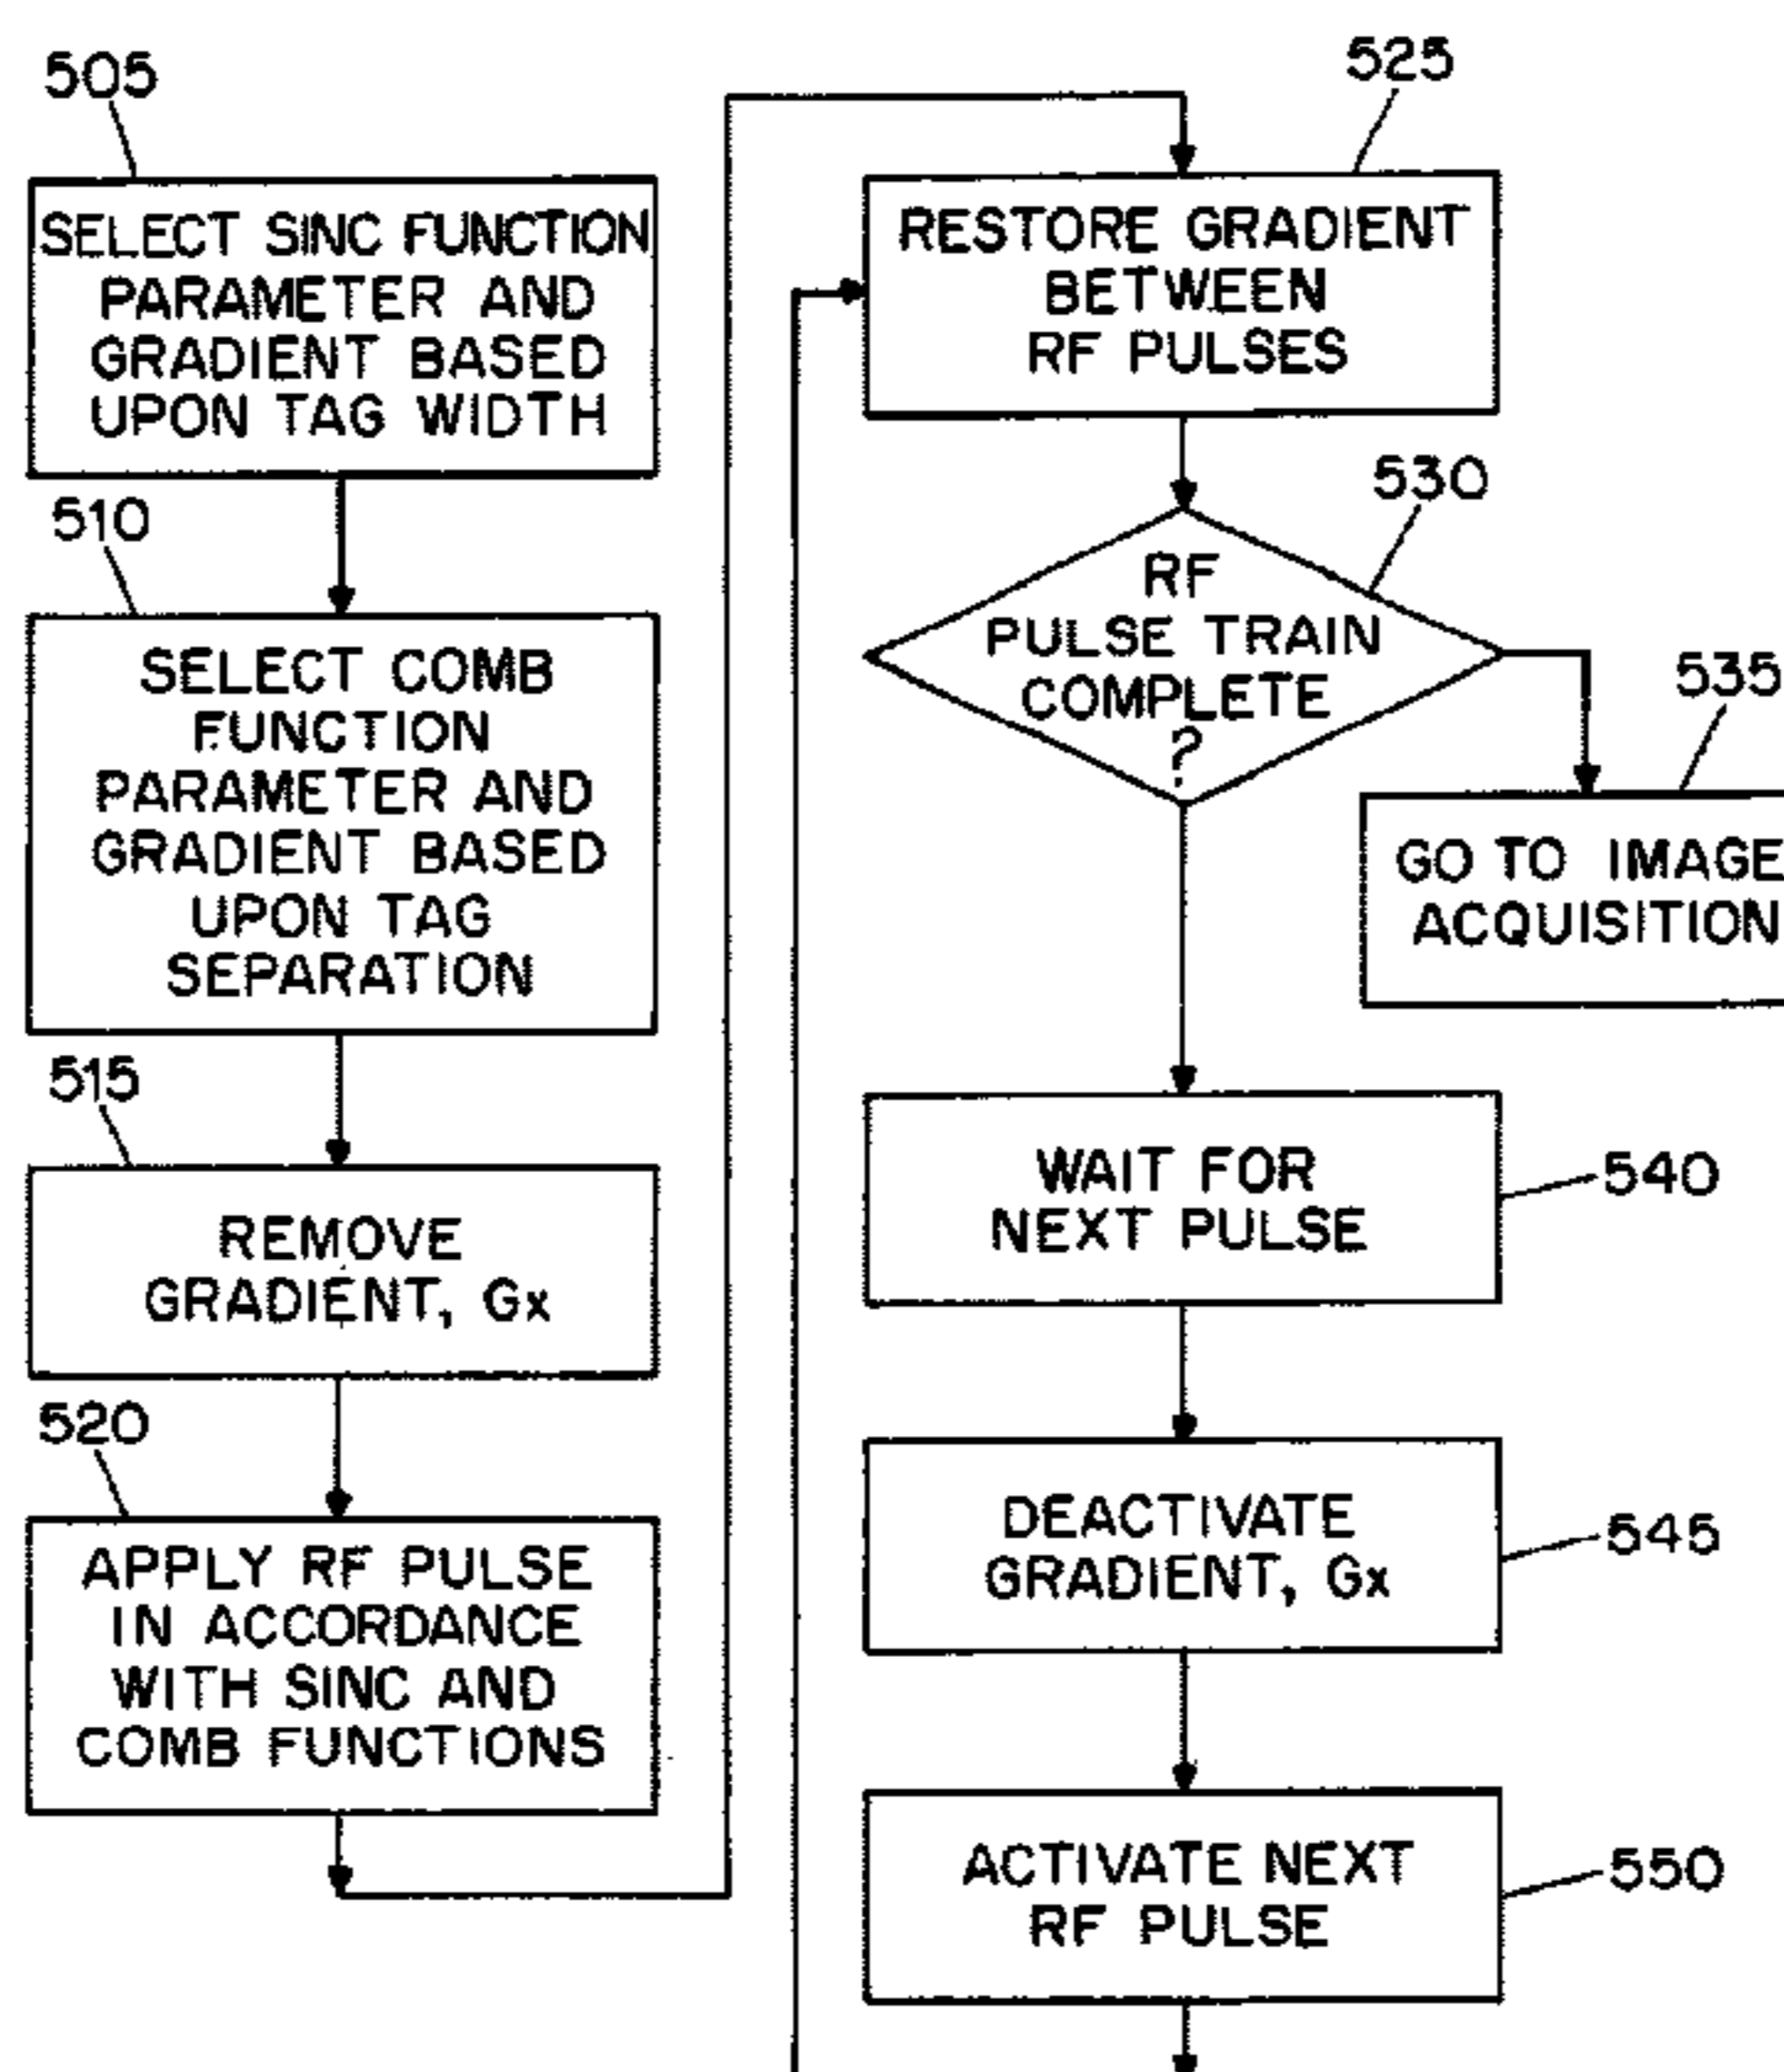 505
SELECT SINC FUNCTION
PARAMETER AND
GRADIENT BASED
UPON TAG WIDTH
510
SELECT COMB
FUNCTION
PARAMETER AND
GRADIENT BASED
UPON TAG
SEPARATION
515
REMOVE
GRADIENT, Gx
520
APPLY RF PULSE
IN ACCORDANCE
WITH SINC AND
COMB FUNCTIONS
525
RESTORE GRADIENT
BETWEEN
RF PULSES
530
RF
PULSE TRAIN
COMPLETE
?
535
GO TO IMAGE
ACQUISITION
WAIT FOR
NEXT PULSE
540
DEACTIVATE
GRADIENT, Gx
545
ACTIVATE NEXT
RF PULSE
550